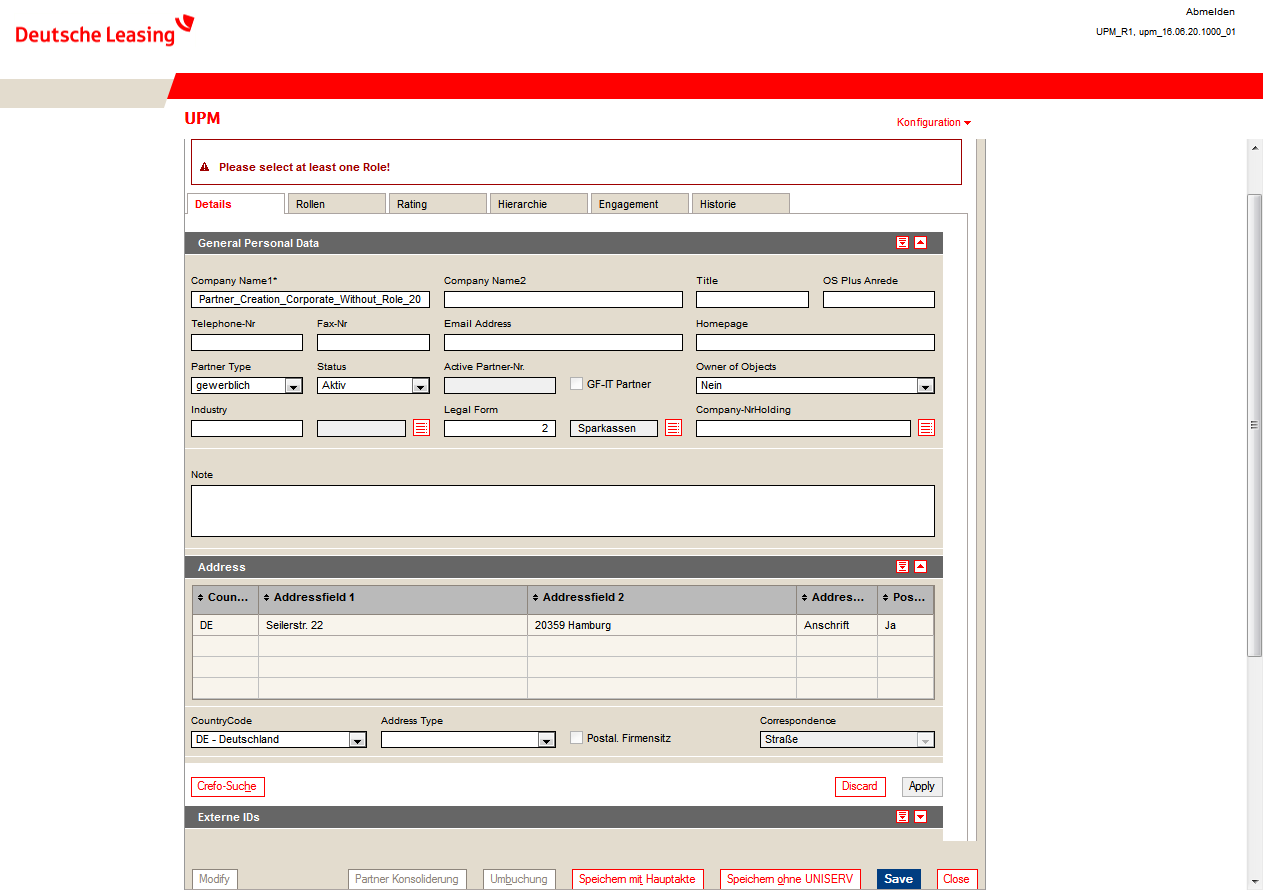 Deutsche Leasing
Abmelden
UPM_R1, upm_16.06.20.1000_01
UPM
Konfiguration
Please select at least one Role!
Details Rollen Rating Hierarchie Engagement Historie
General Personal Data
Company Name1* Company Name2 Title OS Plus Anrede
Partner_Creation_Corporate_Without_Role_20
Telephone-Nr Fax-Nr Email Address Homepage
Partner Type Status Active Partner-Nr. Owner of Objects
gewerblich Aktiv GF-IT Partner Nein
Industry Legal Form Company-NrHolding
2 Sparkassen
Note
Address
Coun... Addressfield 1 Addressfield 2 Addres... Pos...
DE Seilerstr. 22 20359 Hamburg Anschrift Ja
CountryCode Address Type Correspondence
DE - Deutschland Postal. Firmensitz Straße
Crefo-Suche Discard Apply
Externe IDs
Modify Partner Konsoliderung Umbuchung Speichern mit Hauptakte Speichern ohne UNISERV Save Close